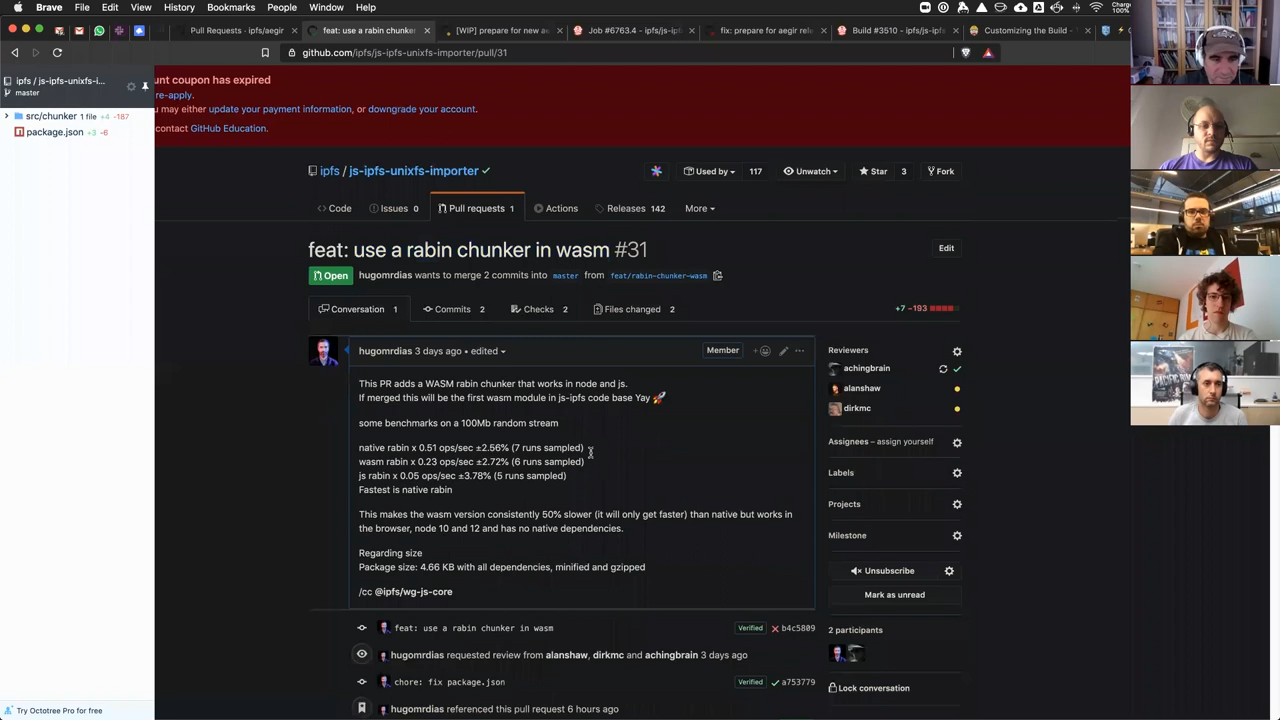 Brave File Edit View History Bookmarks People Window Help
Pull Requests · ipfs/aegir
feat: use a rabin chunker in w
[WIP] prepare for new a
Job #6763.4 - ipfs/js-ip
fix: prepare for aegir rele
Build #3510 - ipfs/js-ipf
Customizing the Build -
github.com/ipfs/js-ipfs-unixfs-importer/pull/31
ipfs / js-ipfs-unixfs-i...
master
src/chunker 1 file +4 -187
package.json +3 -6
unt coupon has expired
re-apply.
u may either update your payment information, or downgrade your account.
contact GitHub Education.
ipfs / js-ipfs-unixfs-importer
Used by 117
Unwatch
Star 3
Fork
Code
Issues 0
Pull requests 1
Actions
Releases 142
More
feat: use a rabin chunker in wasm #31
Edit
Open
hugomrdias wants to merge 2 commits into master from feat/rabin-chunker-wasm
Conversation 1
Commits 2
Checks 2
Files changed 2
+7 -193
hugomrdias 3 days ago • edited
Member
This PR adds a WASM rabin chunker that works in node and js.
If merged this will be the first wasm module in js-ipfs code base Yay 🚀
some benchmarks on a 100Mb random stream
native rabin x 0.51 ops/sec ±2.56% (7 runs sampled)
wasm rabin x 0.23 ops/sec ±2.72% (6 runs sampled)
js rabin x 0.05 ops/sec ±3.78% (5 runs sampled)
Fastest is native rabin
This makes the wasm version consistently 50% slower (it will only get faster) than native but works in
the browser, node 10 and 12 and has no native dependencies.
Regarding size
Package size: 4.66 KB with all dependencies, minified and gzipped
/cc @ipfs/wg-js-core
feat: use a rabin chunker in wasm
Verified
b4c5809
hugomrdias requested review from alanshaw, dirkmc and achingbrain 3 days ago
chore: fix package.json
Verified
a753779
hugomrdias referenced this pull request 6 hours ago
Reviewers
achingbrain
alanshaw
dirkmc
Assignees – assign yourself
Labels
Projects
Milestone
Unsubscribe
Mark as unread
2 participants
Lock conversation
Try Octotree Pro for free